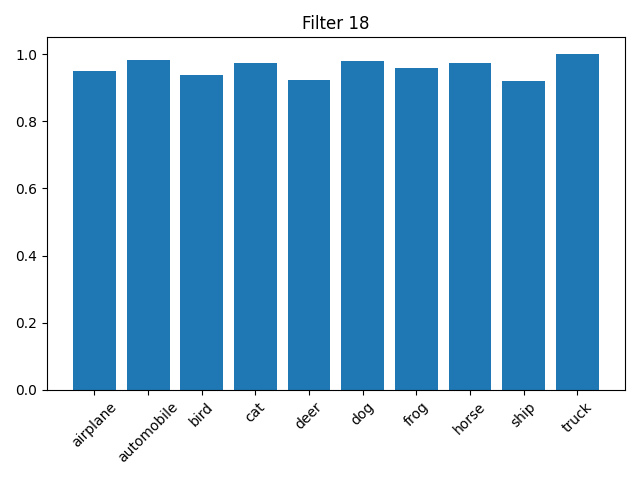 Filter 18
1.0
0.8
0.6
0.4
0.2
0.0
airplane
automobile
bird
cat
deer
dog
frog
horse
ship
truck